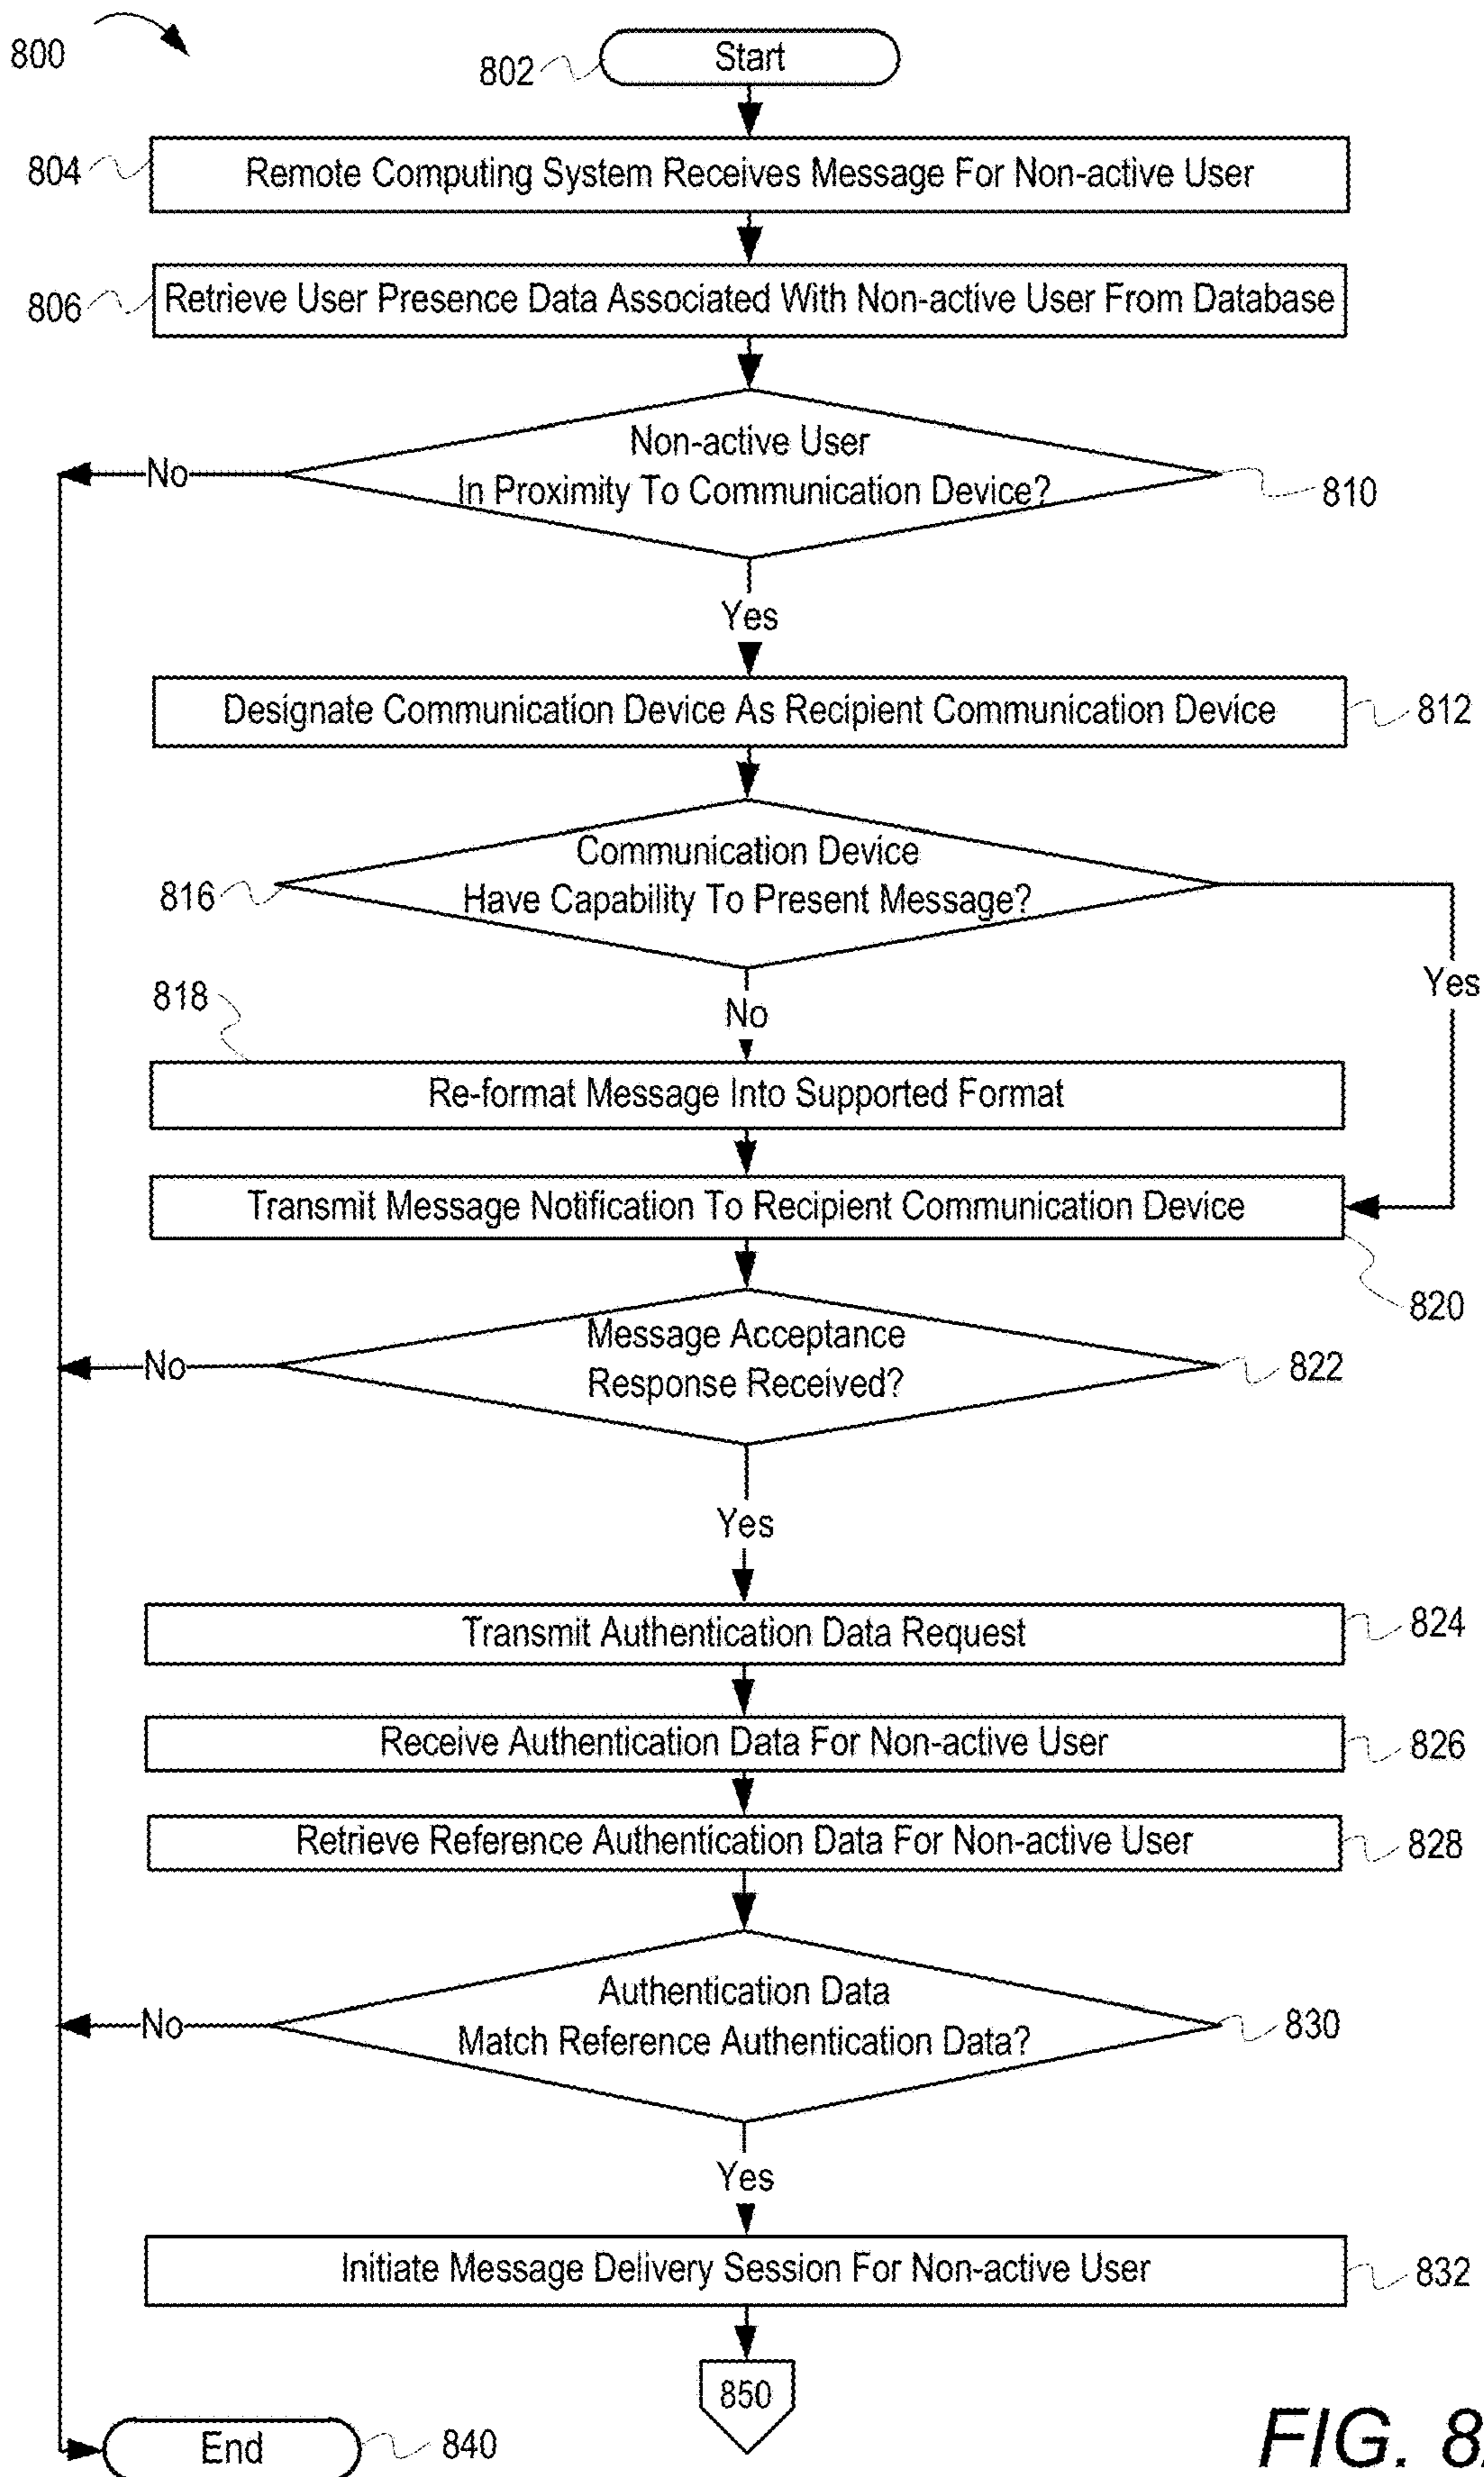 800
802
Start
804
Remote Computing System Receives Message For Non-active User
806
Retrieve User Presence Data Associated With Non-active User From Database
Non-active User
In Proximity To Communication Device?
No
810
Yes
Designate Communication Device As Recipient Communication Device
812
Communication Device
Have Capability To Present Message?
816
Yes
818
No
Re-format Message Into Supported Format
Transmit Message Notification To Recipient Communication Device
820
Message Acceptance
Response Received?
No
822
Yes
Transmit Authentication Data Request
824
Receive Authentication Data For Non-active User
826
Retrieve Reference Authentication Data For Non-active User
828
Authentication Data
Match Reference Authentication Data?
No
830
Yes
Initiate Message Delivery Session For Non-active User
832
850
End
840
FIG. 8